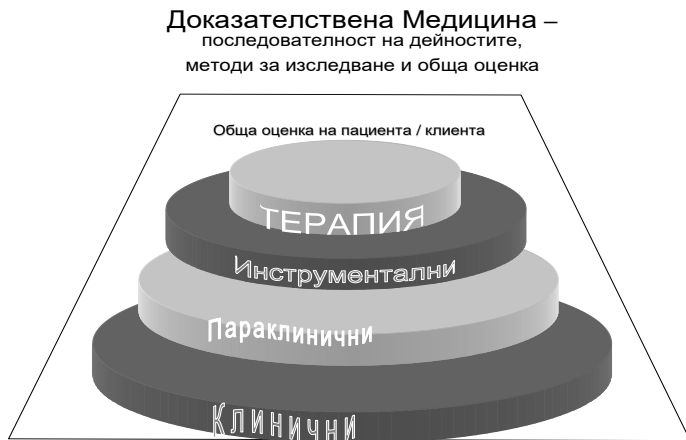 Доказателствена Медицина –
последователност на дейностите,
методи за изследване и обща оценка
Обща оценка на пациента / клиента
ТЕРАПИЯ
Инструментални
Параклинични
Клинични